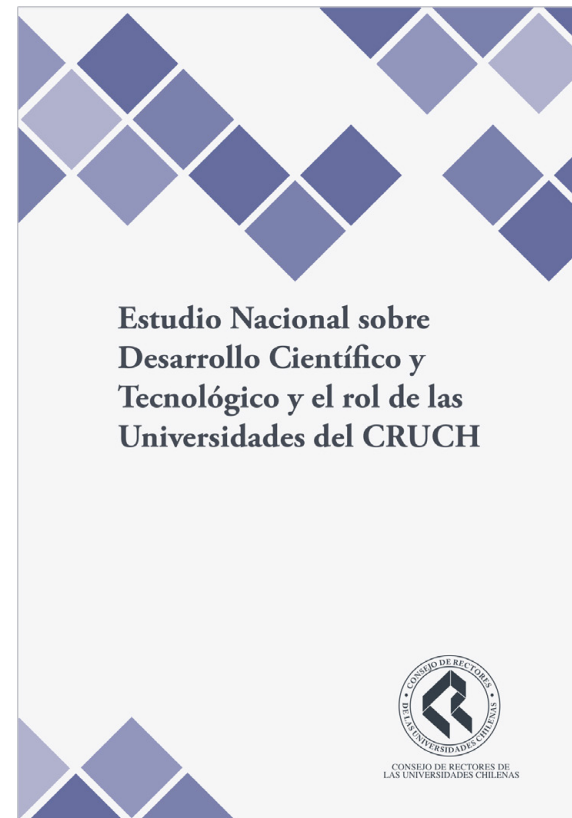 Estudio Nacional sobre
Desarrollo Científico y
Tecnológico y el rol de las
Universidades del CRUCH
CONSEJO DE RECTORES
DE LAS UNIVERSIDADES CHILENAS
CONSEJO DE RECTORES DE
LAS UNIVERSIDADES CHILENAS